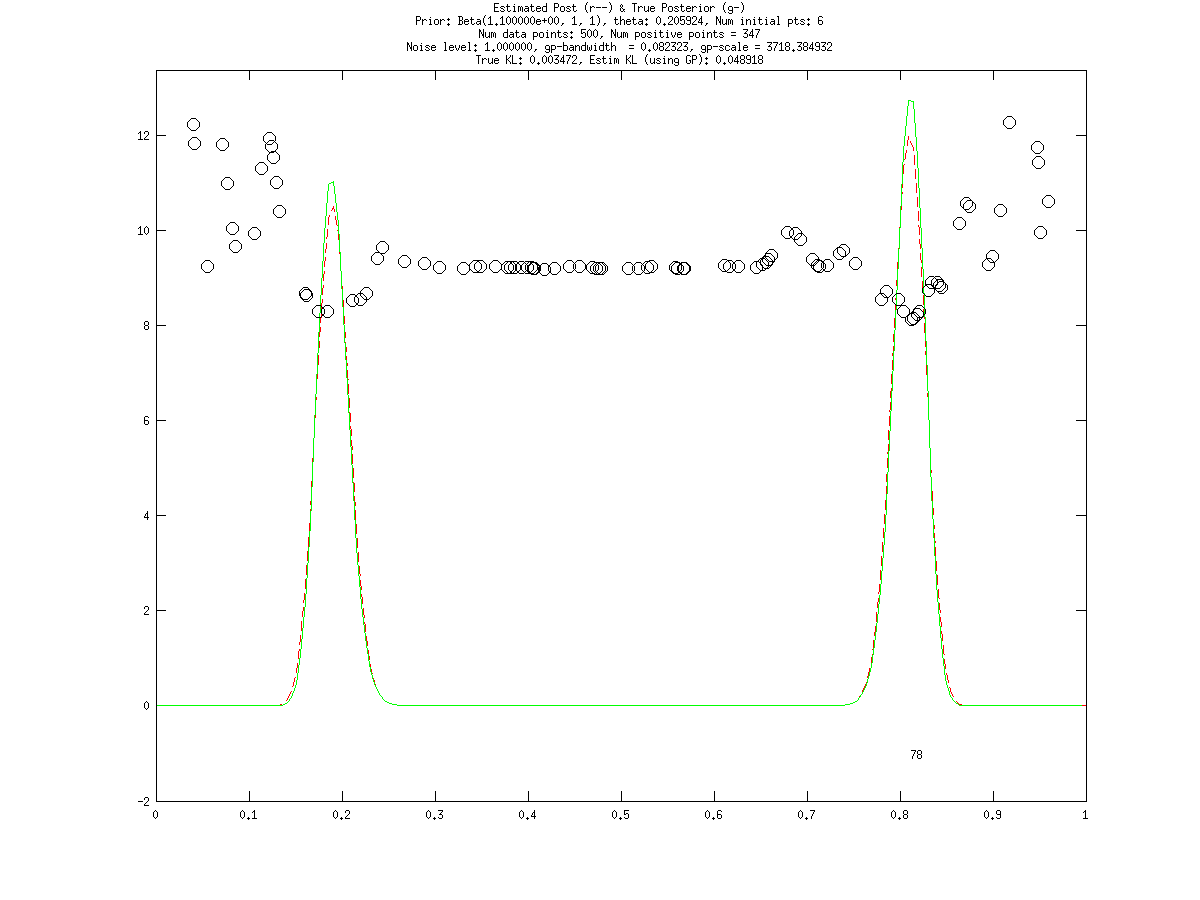 Estimated Post (r--) & True Posterior (g-)
Prior: Beta(1.100000e+00, 1, 1), theta: 0.205924, Num initial pts: 6
Num data points: 500, Num positive points = 347
Noise level: 1.000000, gp-bandwidth  = 0.082323, gp-scale = 3718.384932
True KL: 0.003472, Estim KL (using GP): 0.048918
12
10
8
6
4
2
0
78
-2
0 0.1 0.2 0.3 0.4 0.5 0.6 0.7 0.8 0.9 1